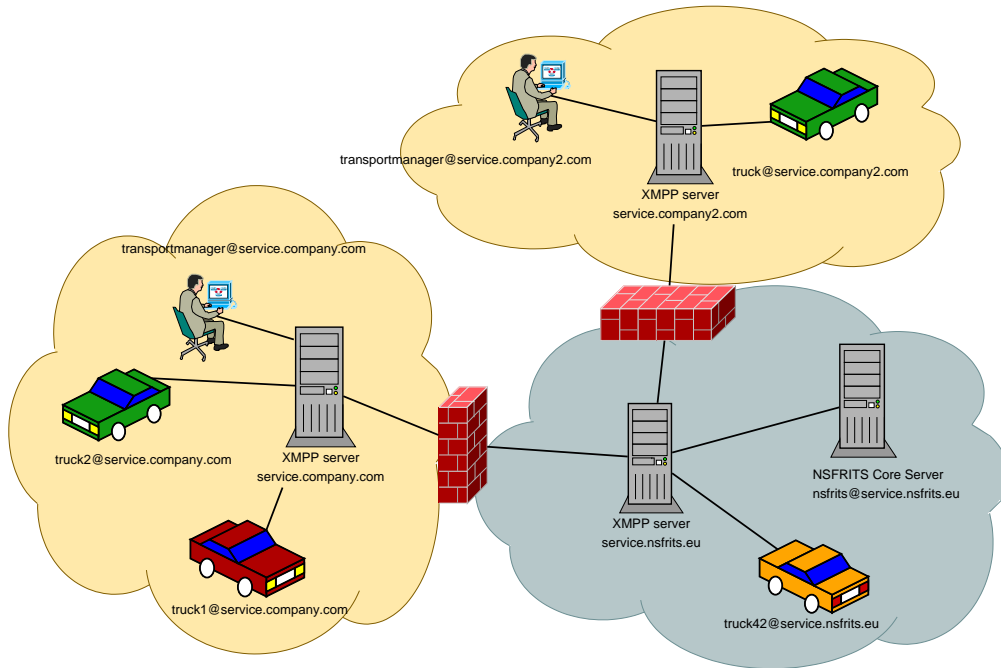 transportmanager@service.company2.com
truck@service.company2.com
XMPP server
service.company2.com
transportmanager@service.company.com
truck2@service.company.com
XMPP server
service.company.com
truck1@service.company.com
NSFRITS Core Server
nsfrits@service.nsfrits.eu
XMPP server
service.nsfrits.eu
truck42@service.nsfrits.eu